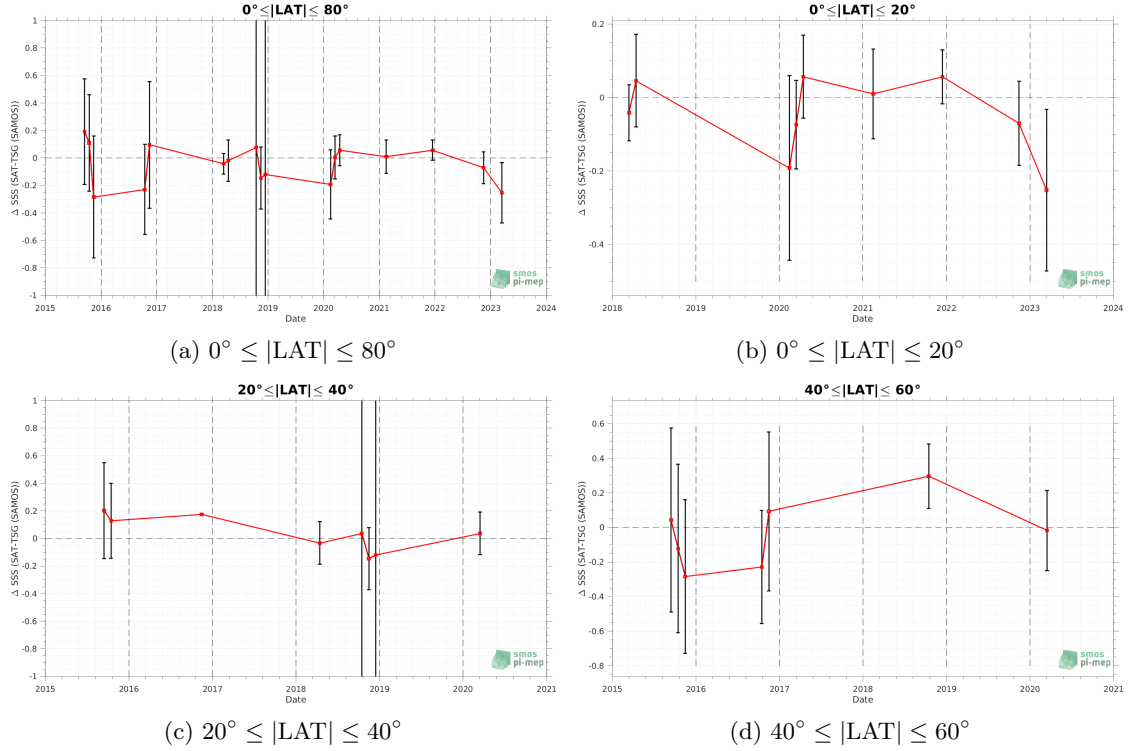 0°≤|LAT|≤ 80°
1
0.8
0.6
0.4
0.2
0
-0.2
-0.4
-0.6
-0.8
-1
Δ SSS (SAT-TSG (SAMOS))
2015 2016 2017 2018 2019 2020 2021 2022 2023 2024
Date
smos
pi-mep
(a) 0° ≤ |LAT| ≤ 80°
0°≤|LAT|≤ 20°
0.2
0
-0.2
-0.4
Δ SSS (SAT-TSG (SAMOS))
2018 2020 2021 2022 2023 2024
Date
smos
pi-mep
(b) 0° ≤ |LAT| ≤ 20°
20°≤|LAT|≤ 40°
1
0.8
0.6
0.4
0.2
0
-0.2
-0.4
-0.6
-0.8
-1
Δ SSS (SAT-TSG (SAMOS))
2015 2016 2017 2018 2019 2020 2021
Date
smos
pi-mep
(c) 20° ≤ |LAT| ≤ 40°
40°≤|LAT|≤ 60°
0.6
0.4
0.2
0
-0.2
-0.4
-0.6
-0.8
Δ SSS (SAT-TSG (SAMOS))
2015 2016 2017 2018 2019 2020 2021
Date
smos
pi-mep
(d) 40° ≤ |LAT| ≤ 60°